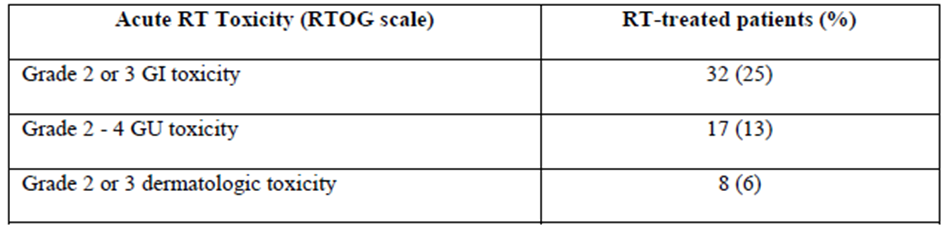 Acute RT Toxicity (RTOG scale) RT-treated patients (%)
Grade 2 or 3 GI toxicity 32 (25)
Grade 2 - 4 GU toxicity 17 (13)
Grade 2 or 3 dermatologic toxicity 8 (6)